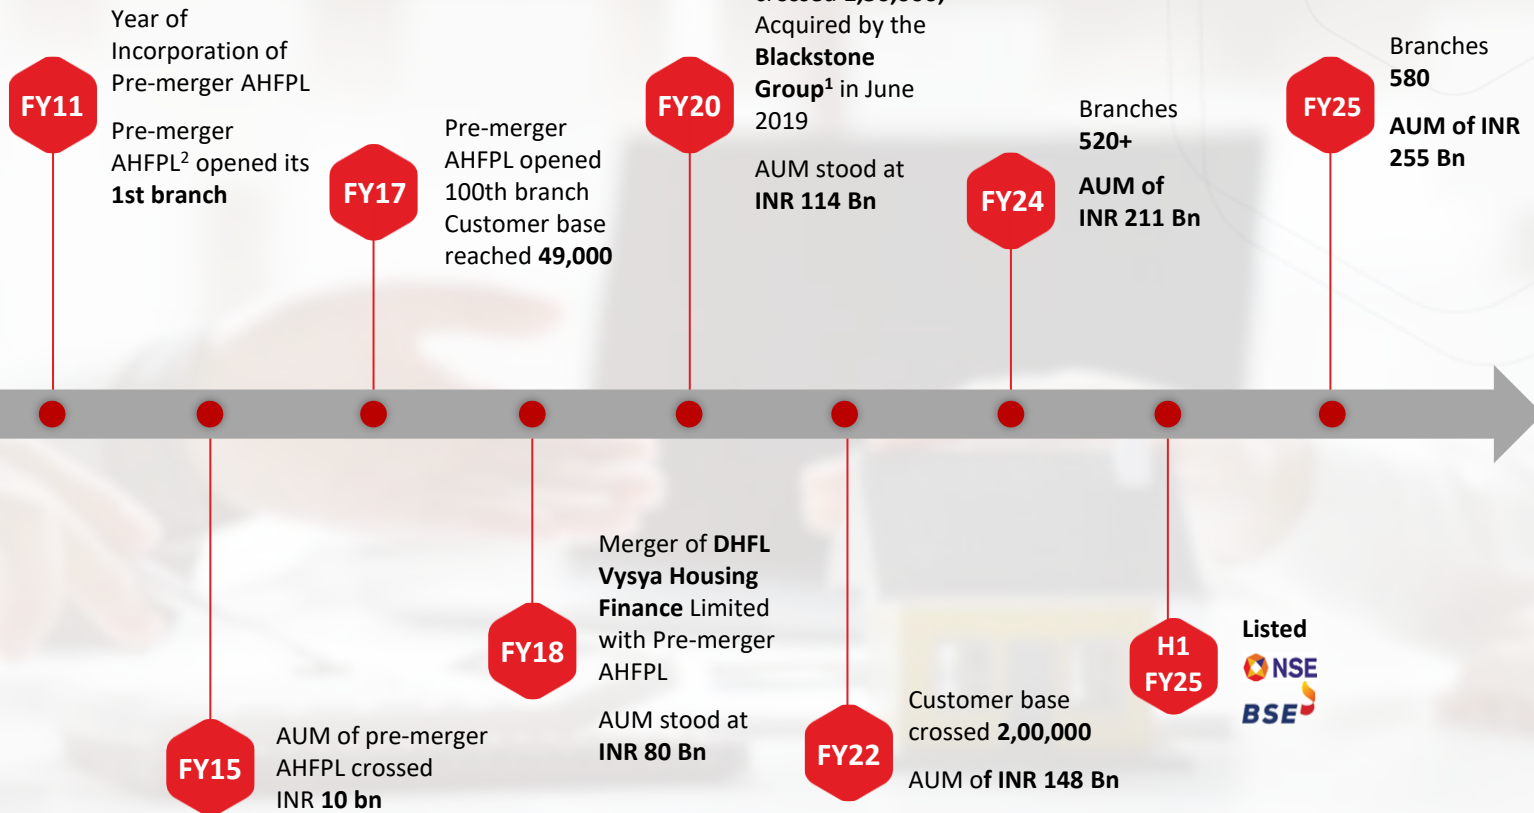 FY11
Year of
Incorporation of
Pre-merger AHFPL
Pre-merger
AHFPL² opened its
1st branch
FY17
Pre-merger
AHFPL opened
100th branch
Customer base
reached 49,000
FY20
Acquired by the
Blackstone
Group¹ in June
2019
AUM stood at
INR 114 Bn
FY24
Branches
520+
AUM of
INR 211 Bn
FY25
Branches
580
AUM of INR
255 Bn
FY15
AUM of pre-merger
AHFPL crossed
INR 10 bn
FY18
Merger of DHFL
Vysya Housing
Finance Limited
with Pre-merger
AHFPL
AUM stood at
INR 80 Bn
FY22
Customer base
crossed 2,00,000
AUM of INR 148 Bn
H1
FY25
Listed
NSE
BSE